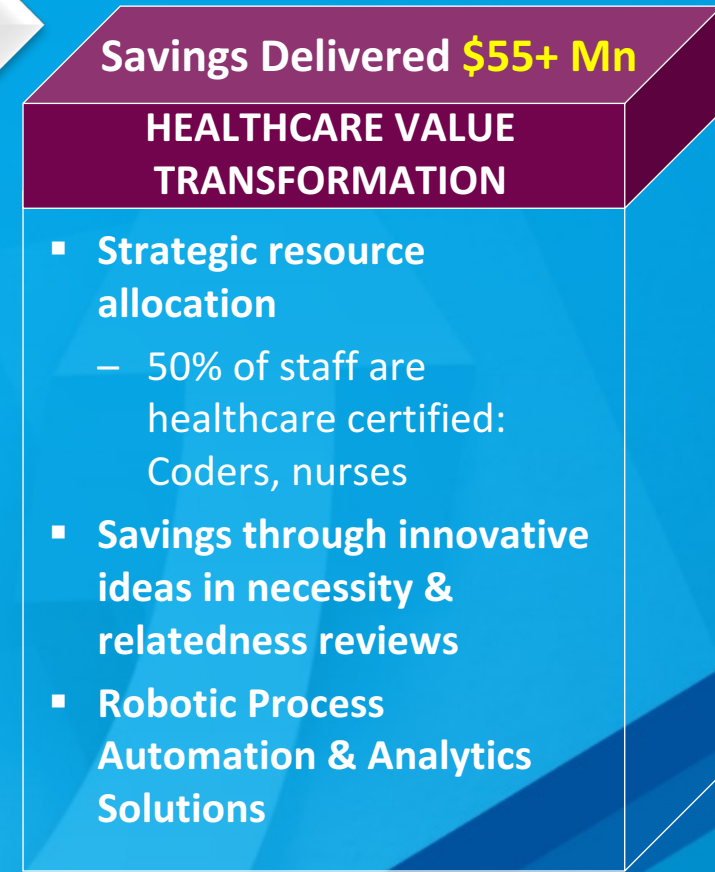 Savings Delivered $55+ Mn
HEALTHCARE VALUE
TRANSFORMATION
▪ Strategic resource
allocation
– 50% of staff are
healthcare certified:
Coders, nurses
▪ Savings through innovative
ideas in necessity &
relatedness reviews
▪ Robotic Process
Automation & Analytics
Solutions